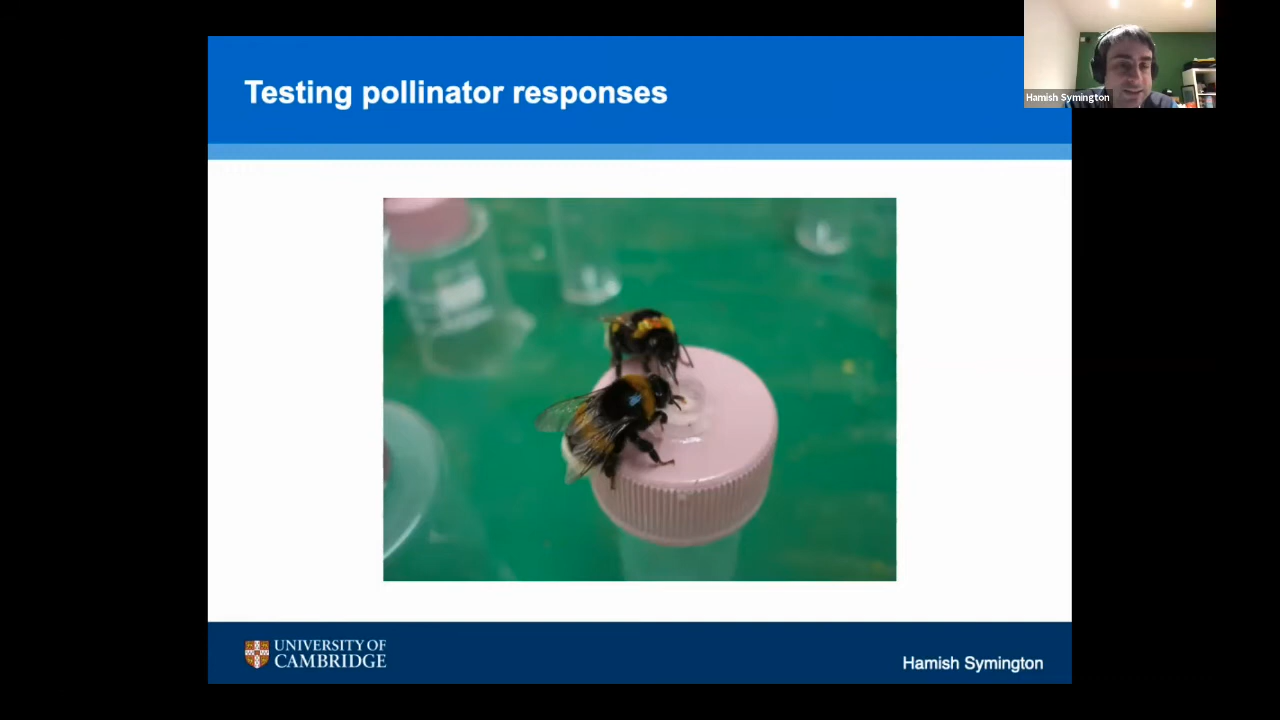 Testing pollinator responses
Hamish Symington
UNIVERSITY OF
CAMBRIDGE
Hamish Symington